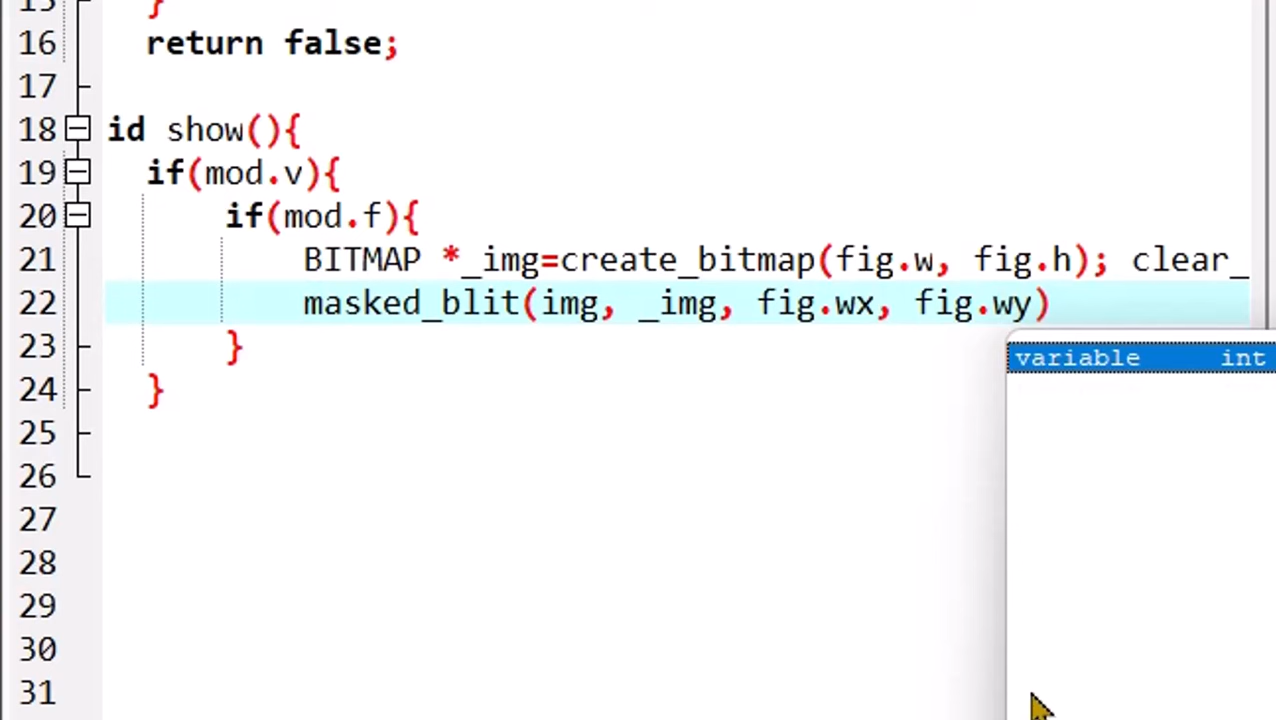 15 }
16 return false;
17
18 id show(){
19 if(mod.v){
20 if(mod.f){
21 BITMAP *_img=create_bitmap(fig.w, fig.h); clear_
22 masked_blit(img, _img, fig.wx, fig.wy)
23 }
variable int
24 }
25
26
27
28
29
30
31